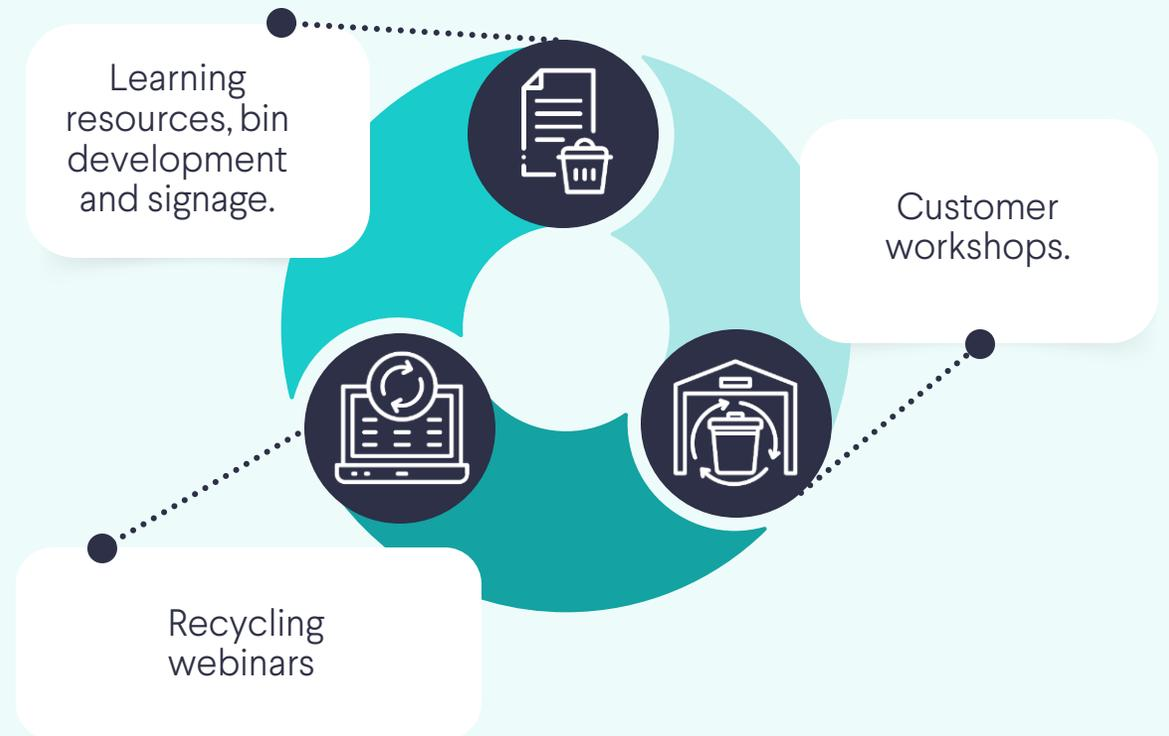 Learning
resources, bin
development
and signage.
Customer
workshops.
Recycling
webinars